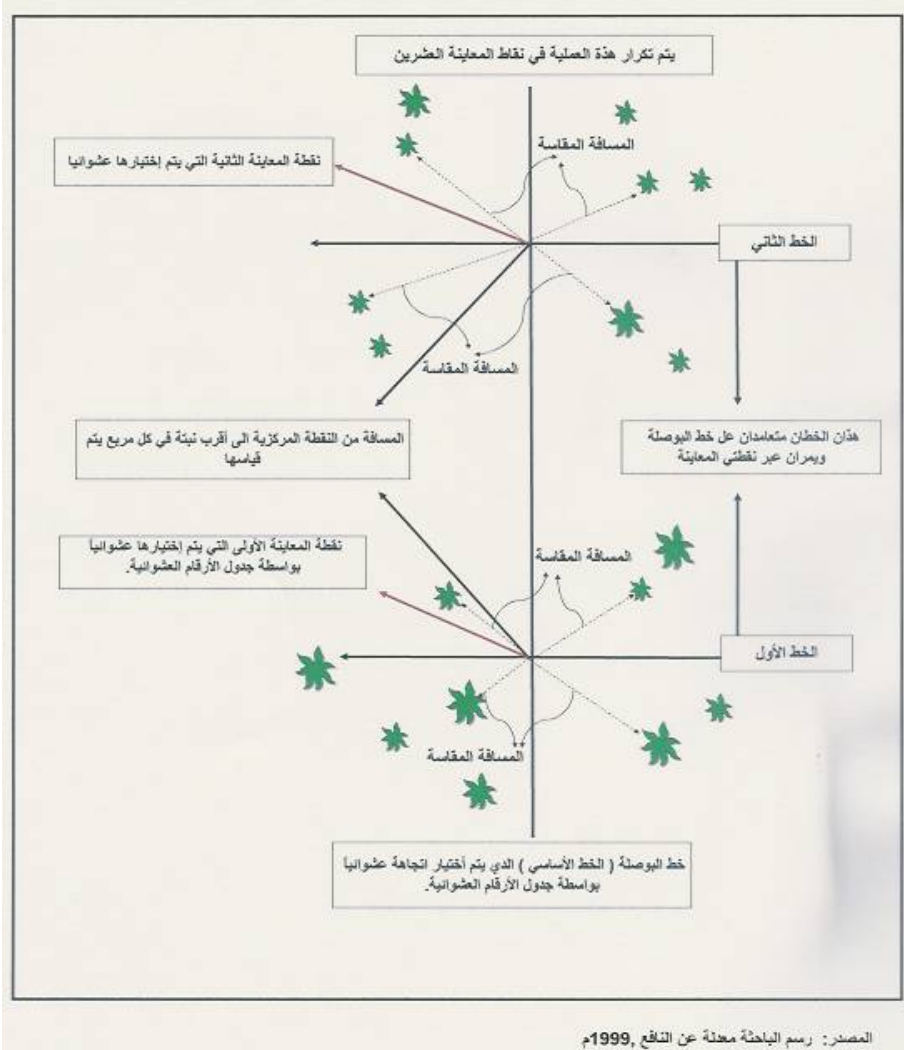 يتم تكرار هذة العملية في نقاط المعاينة العشرين
المسافة المقاسة
نقطة المعاينة الثانية التي يتم إختيارها عشوائيا
الخط الثاني
المسافة المقاسة
هذان الخطان متعامدان عل خط البوصلة
ويمران عبر نقطتي المعاينة
المسافة من النقطة المركزية الى أقرب نبتة في كل مربع يتم
قياسها
نقطة المعاينة الأولى التي يتم إختيارها عشوائياً
بواسطة جدول الأرقام العشوائية.
المسافة المقاسة
الخط الأول
المسافة المقاسة
خط البوصلة ( الخط الأساسي ) الدي يتم أختيار اتجاهة عشوائياً
بواسطة جدول الأرقام العشوائية.
المصدر: رسم الباحثة معدلة عن النافع ,1999م